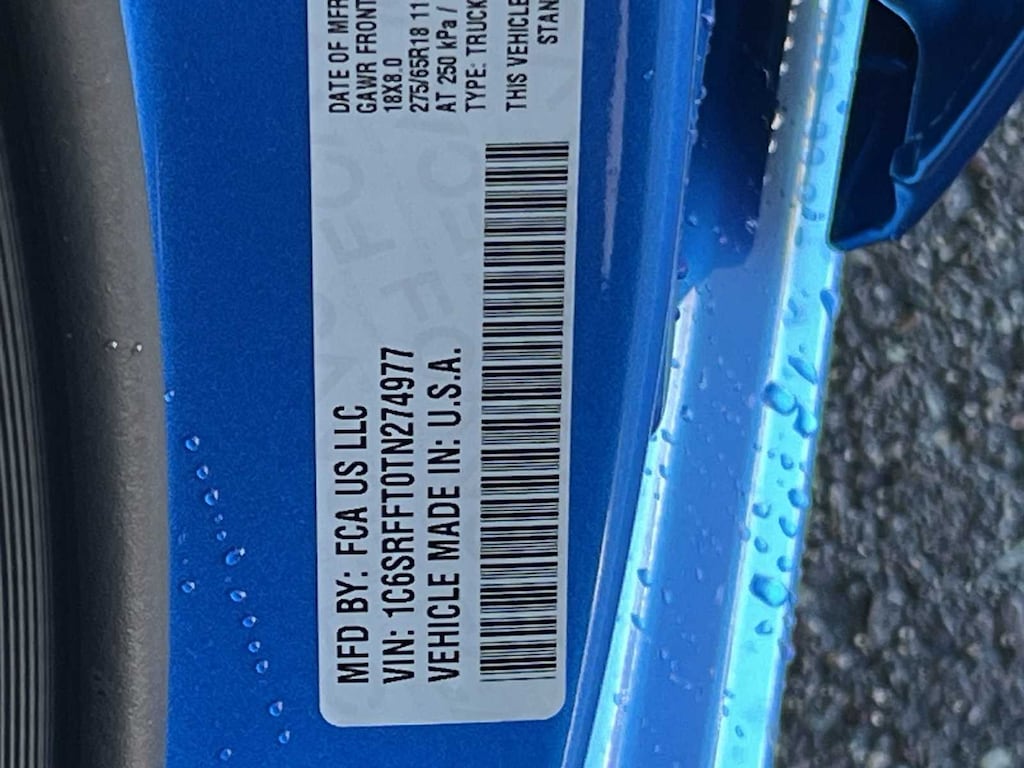 MFD BY: FCA US LLC
VIN: 1C6SRFFT0TN274977
VEHICLE MADE IN: U.S.A.
DATE OF MFR
GAWR FRONT
18X8.0
275/65R18 11
AT 250 kPa /
TYPE: TRUCK
THIS VEHICLE
STAN